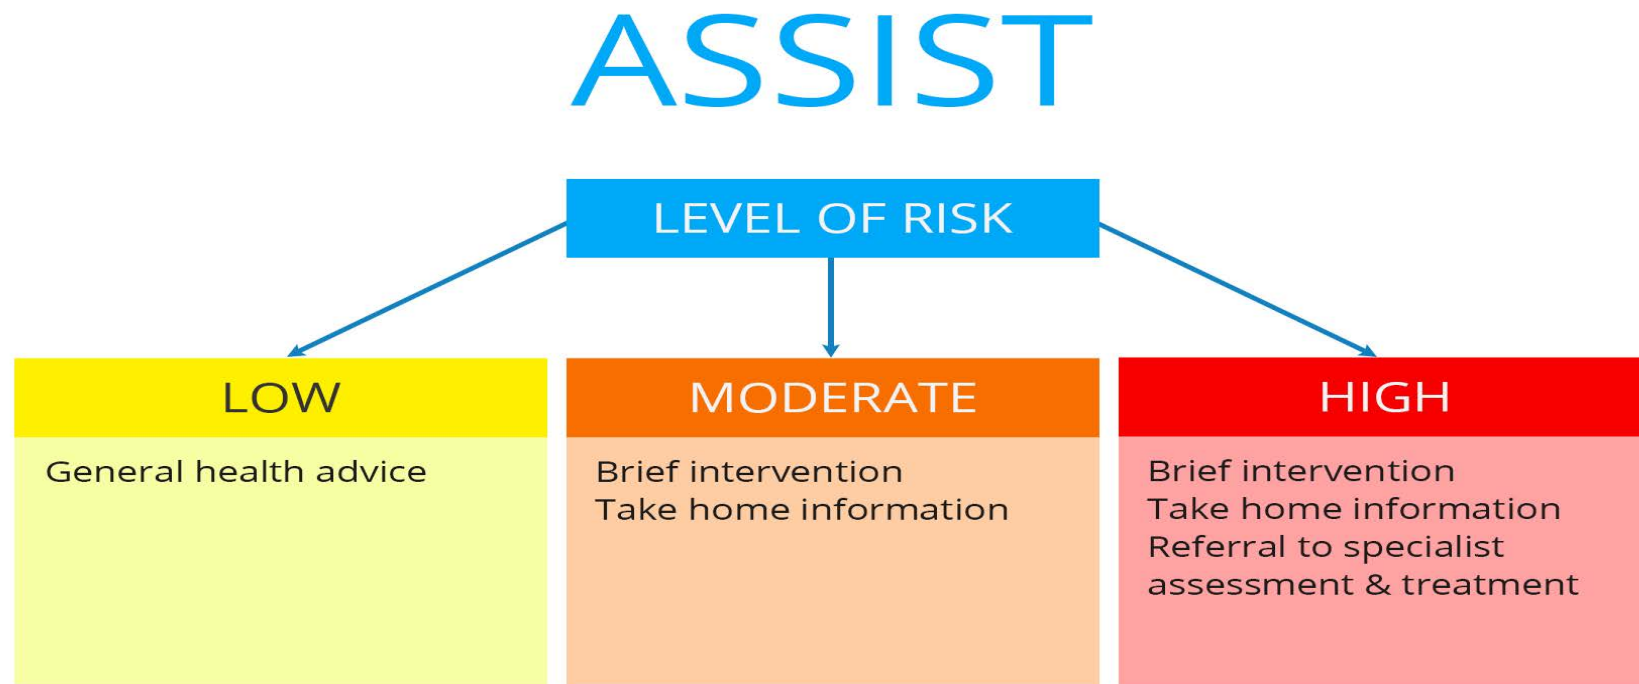 ASSIST
LEVEL OF RISK
LOW
General health advice
MODERATE
Brief intervention
Take home information
HIGH
Brief intervention
Take home information
Referral to specialist
assessment & treatment